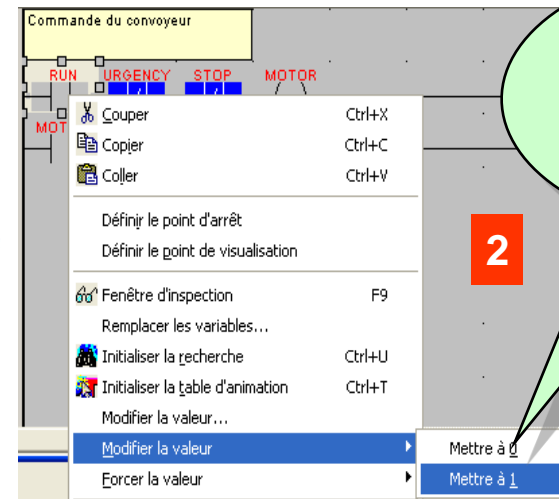 Commande du convoyeur
RUN URGENCY STOP MOTOR
MOT
Couper Ctrl+X
Copier Ctrl+C
Coller Ctrl+V
Définir le point d'arrêt
Définir le point de visualisation
Fenêtre d'inspection F9
Remplacer les variables...
Initialiser la recherche Ctrl+U
Initialiser la table d'animation Ctrl+T
Modifier la valeur...
Modifier la valeur
Forcer la valeur
Mettre à 0
Mettre à 1
2